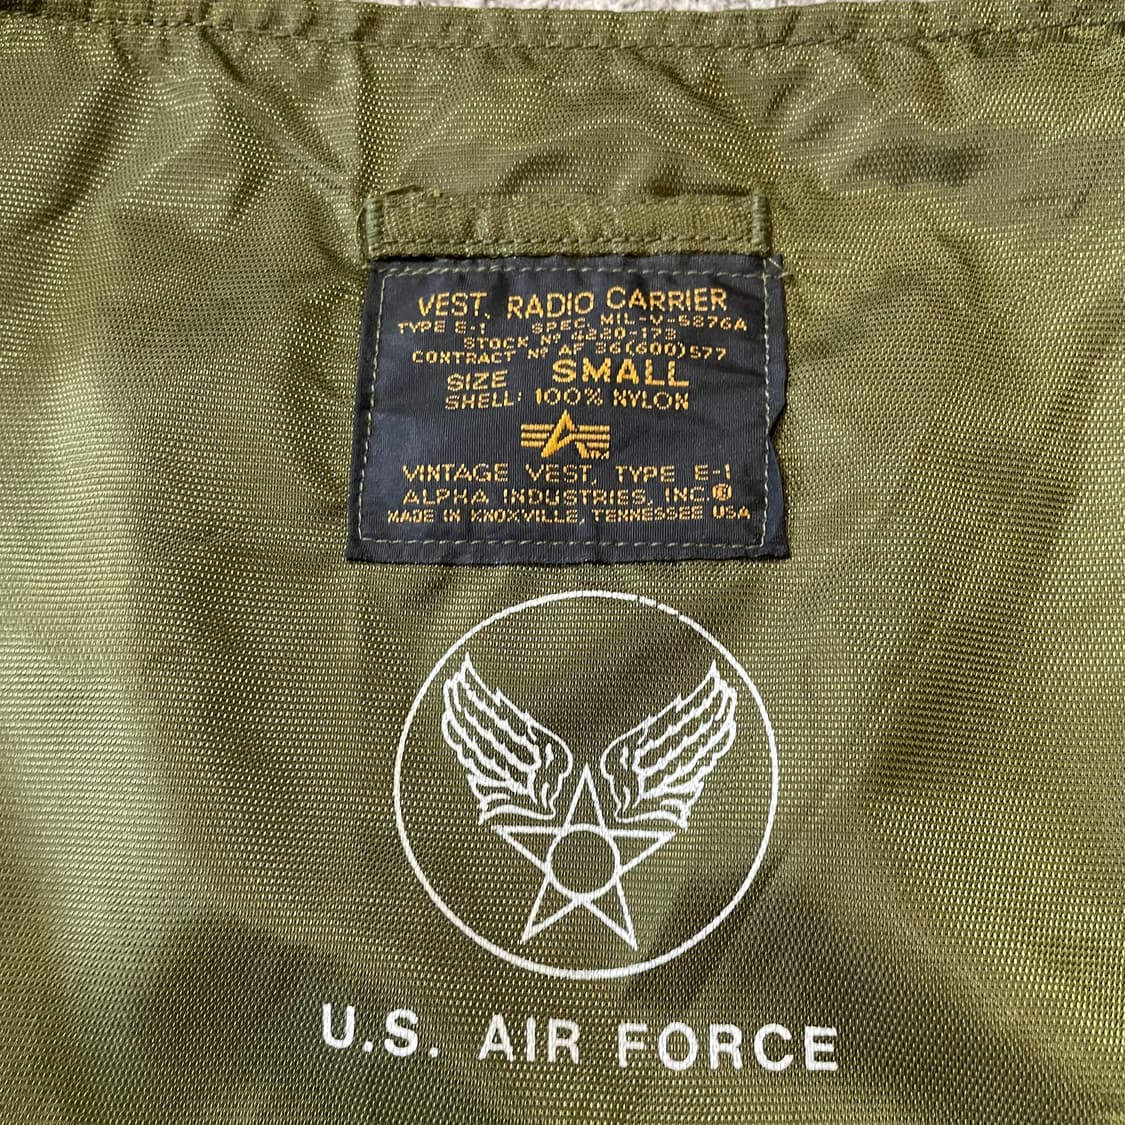 VEST, RADIO CARRIER
TYPE E-1 SPEC. MIL-V-5876A
STOCK Nº 4220-173
CONTRACT Nº AF 36(600)577
SIZE SMALL
SHELL: 100% NYLON
VINTAGE VEST, TYPE E-1
ALPHA INDUSTRIES, INC.®
MADE IN KNOXVILLE, TENNESSEE USA
U.S. AIR FORCE